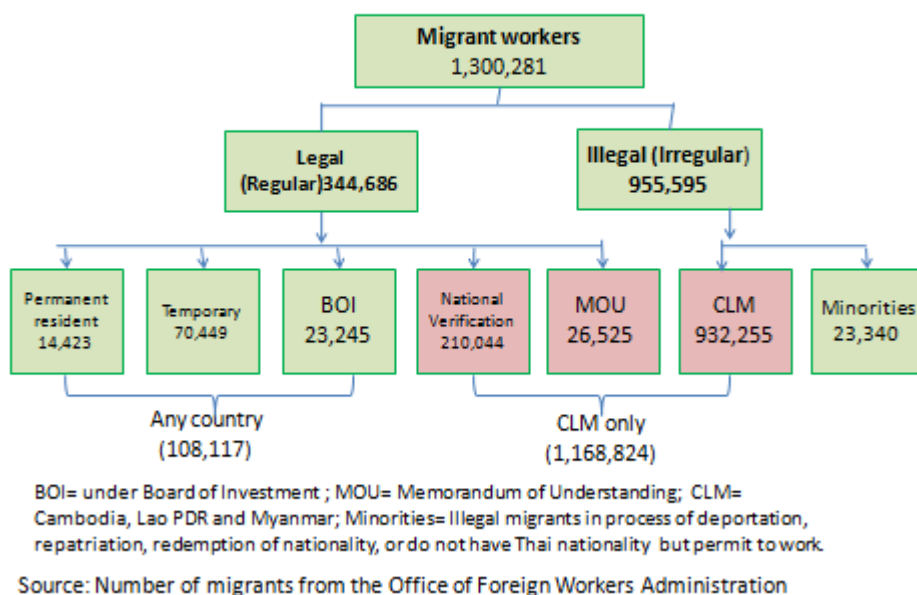 Migrant workers
1,300,281
Legal
(Regular)344,686
Illegal (Irregular)
955,595
Permanent
resident
14,423
Temporary
70,449
BOI
23,245
National
Verification
210,044
MOU
26,525
CLM
932,255
Minorities
23,340
Any country
(108,117)
CLM only
(1,168,824)
BOI= under Board of Investment ; MOU= Memorandum of Understanding; CLM=
Cambodia, Lao PDR and Myanmar; Minorities= Illegal migrants in process of deportation,
repatriation, redemption of nationality, or do not have Thai nationality but permit to work.
Source: Number of migrants from the Office of Foreign Workers Administration